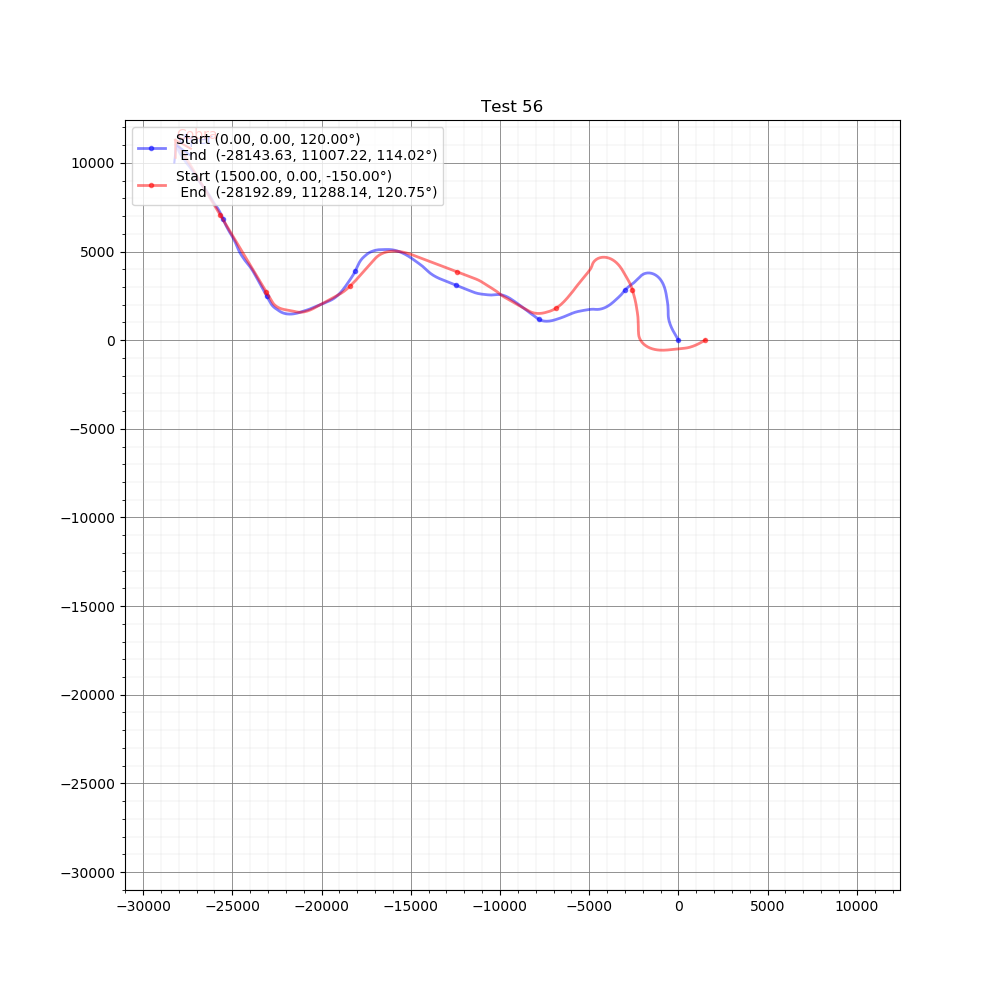 Test 56
Start (0.00, 0.00, 120.00°)
End (-28143.63, 11007.22, 114.02°)
Start (1500.00, 0.00, -150.00°)
End (-28192.89, 11288.14, 120.75°)
10000
5000
0
−5000
−10000
−15000
−20000
−25000
−30000
−30000 −25000 −20000 −15000 −10000 −5000 0 5000 10000